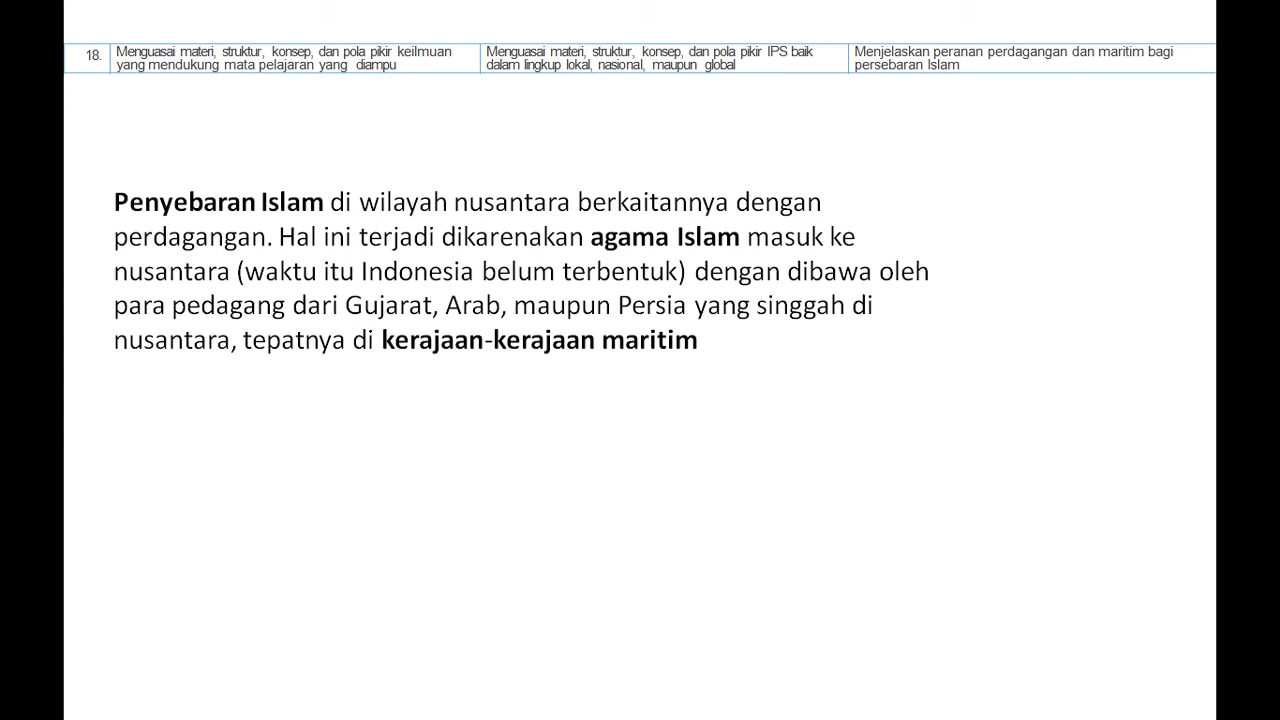 18.
Menguasai materi, struktur, konsep, dan pola pikir keilmuan
yang mendukung mata pelajaran yang diampu
Menguasai materi, struktur, konsep, dan pola pikir IPS baik
dalam lingkup lokal, nasional, maupun global
Menjelaskan peranan perdagangan dan maritim bagi
persebaran Islam
Penyebaran Islam di wilayah nusantara berkaitannya dengan
perdagangan. Hal ini terjadi dikarenakan agama Islam masuk ke
nusantara (waktu itu Indonesia belum terbentuk) dengan dibawa oleh
para pedagang dari Gujarat, Arab, maupun Persia yang singgah di
nusantara, tepatnya di kerajaan-kerajaan maritim